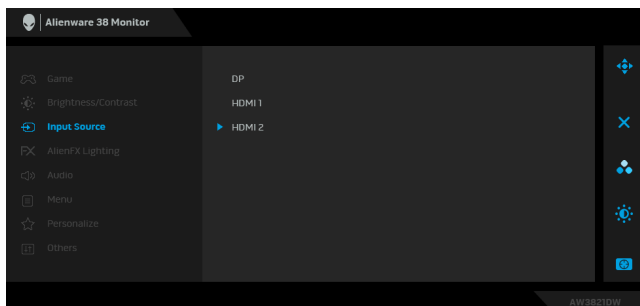 Alienware 38 Monitor
Game
Brightness/Contrast
Input Source
AlienFX Lighting
Audio
Menu
Personalize
Others
DP
HDMI 1
HDMI 2
AW3821DW